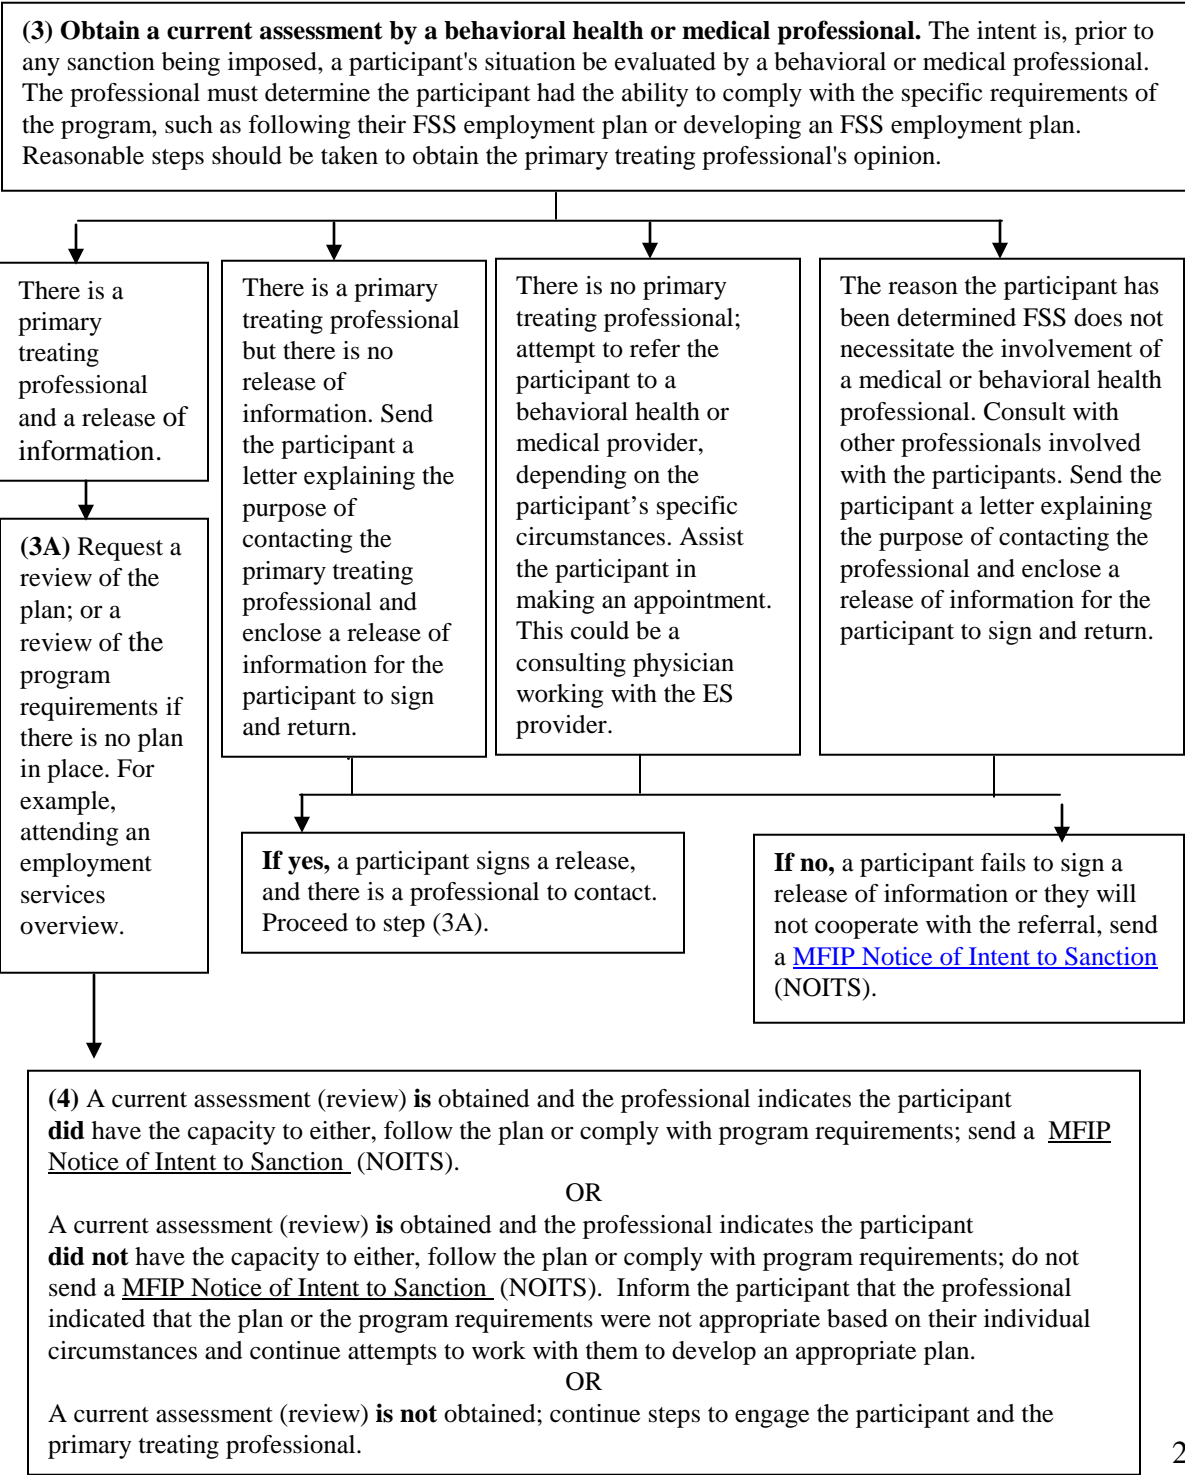 (3) Obtain a current assessment by a behavioral health or medical professional. The intent is, prior to
any sanction being imposed, a participant's situation be evaluated by a behavioral or medical professional.
The professional must determine the participant had the ability to comply with the specific requirements of
the program, such as following their FSS employment plan or developing an FSS employment plan.
Reasonable steps should be taken to obtain the primary treating professional's opinion.
There is a
primary
treating
professional
and a release of
information.
There is a primary
treating professional
but there is no
release of
information. Send
the participant a
letter explaining the
purpose of
contacting the
primary treating
professional and
enclose a release of
information for the
participant to sign
and return.
There is no primary
treating professional;
attempt to refer the
participant to a
behavioral health or
medical provider,
depending on the
participant’s specific
circumstances. Assist
the participant in
making an appointment.
This could be a
consulting physician
working with the ES
provider.
The reason the participant has
been determined FSS does not
necessitate the involvement of
a medical or behavioral health
professional. Consult with
other professionals involved
with the participants. Send the
participant a letter explaining
the purpose of contacting the
professional and enclose a
release of information for the
participant to sign and return.
(3A) Request a
review of the
plan; or a
review of the
program
requirements if
there is no plan
in place. For
example,
attending an
employment
services
overview.
If yes, a participant signs a release,
and there is a professional to contact.
Proceed to step (3A).
If no, a participant fails to sign a
release of information or they will
not cooperate with the referral, send
a MFIP Notice of Intent to Sanction
(NOITS).
(4) A current assessment (review) is obtained and the professional indicates the participant
did have the capacity to either, follow the plan or comply with program requirements; send a MFIP
Notice of Intent to Sanction (NOITS).
OR
A current assessment (review) is obtained and the professional indicates the participant
did not have the capacity to either, follow the plan or comply with program requirements; do not
send a MFIP Notice of Intent to Sanction (NOITS). Inform the participant that the professional
indicated that the plan or the program requirements were not appropriate based on their individual
circumstances and continue attempts to work with them to develop an appropriate plan.
OR
A current assessment (review) is not obtained; continue steps to engage the participant and the
primary treating professional.
2